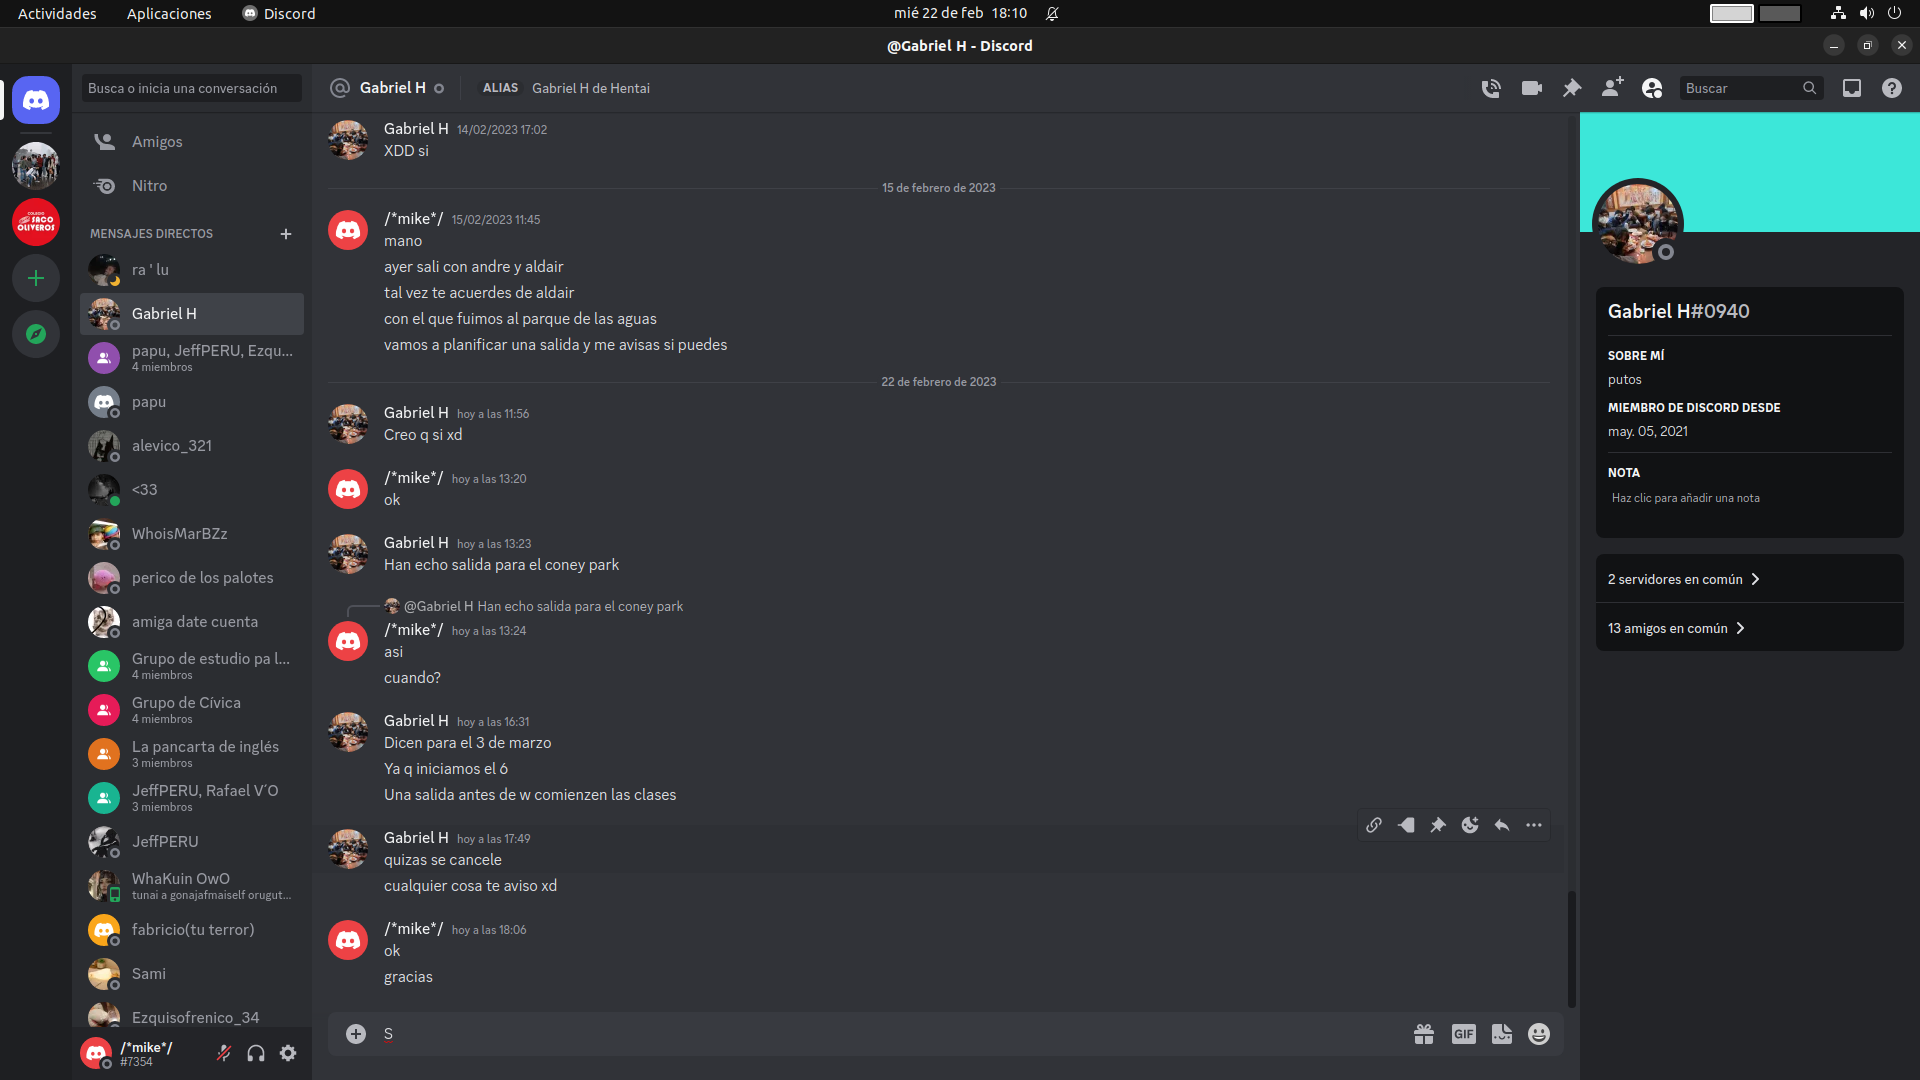 Actividades
Aplicaciones
Discord
mié 22 de feb 18:10
@Gabriel H - Discord
Busca o inicia una conversación
Gabriel H
ALIAS
Gabriel H de Hentai
Buscar
Amigos
Nitro
MENSAJES DIRECTOS
ra ' lu
Gabriel H
papu, JeffPERU, Ezqu...
4 miembros
papu
alevico_321
<33
WhoisMarBZz
perico de los palotes
amiga date cuenta
Grupo de estudio pa l...
4 miembros
Grupo de Cívica
4 miembros
La pancarta de inglés
3 miembros
JeffPERU, Rafael V´O
3 miembros
JeffPERU
WhaKuin OwO
tunai a gonajafmaiself orugut...
fabricio(tu terror)
Sami
Ezquisofrenico_34
/*mike*/
#7354
COLEGIO
SACO
OLIVEROS
Gabriel H 14/02/2023 17:02
XDD si
15 de febrero de 2023
/*mike*/ 15/02/2023 11:45
mano
ayer sali con andre y aldair
tal vez te acuerdes de aldair
con el que fuimos al parque de las aguas
vamos a planificar una salida y me avisas si puedes
22 de febrero de 2023
Gabriel H hoy a las 11:56
Creo q si xd
/*mike*/ hoy a las 13:20
ok
Gabriel H hoy a las 13:23
Han echo salida para el coney park
@Gabriel H Han echo salida para el coney park
/*mike*/ hoy a las 13:24
asi
cuando?
Gabriel H hoy a las 16:31
Dicen para el 3 de marzo
Ya q iniciamos el 6
Una salida antes de w comienzen las clases
Gabriel H hoy a las 17:49
quizas se cancele
cualquier cosa te aviso xd
/*mike*/ hoy a las 18:06
ok
gracias
S
GIF
Gabriel H#0940
SOBRE MÍ
putos
MIEMBRO DE DISCORD DESDE
may. 05, 2021
NOTA
Haz clic para añadir una nota
2 servidores en común
13 amigos en común